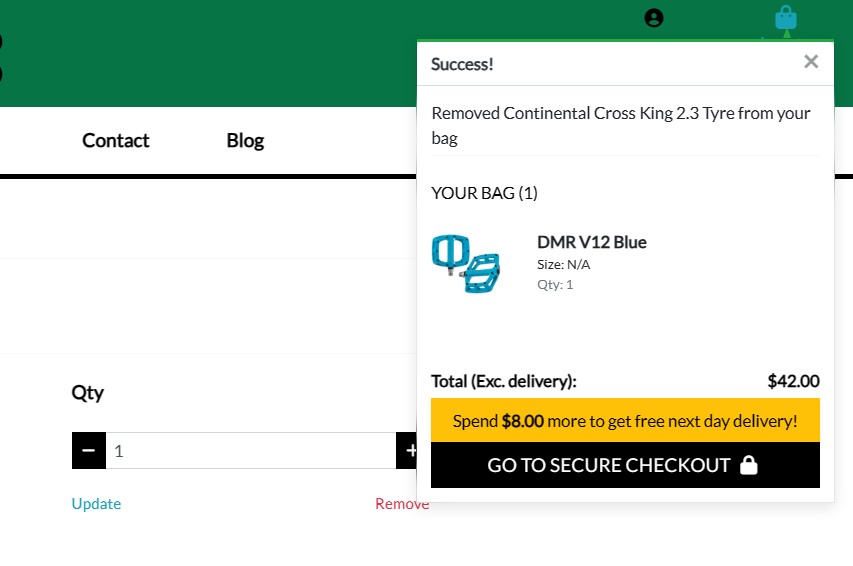 Success!
×
Removed Continental Cross King 2.3 Tyre from your
bag
Contact
Blog
YOUR BAG (1)
DMR V12 Blue
Size: N/A
Qty: 1
Total (Exc. delivery): $42.00
Spend $8.00 more to get free next day delivery!
GO TO SECURE CHECKOUT
Qty
− 1 +
Update Remove